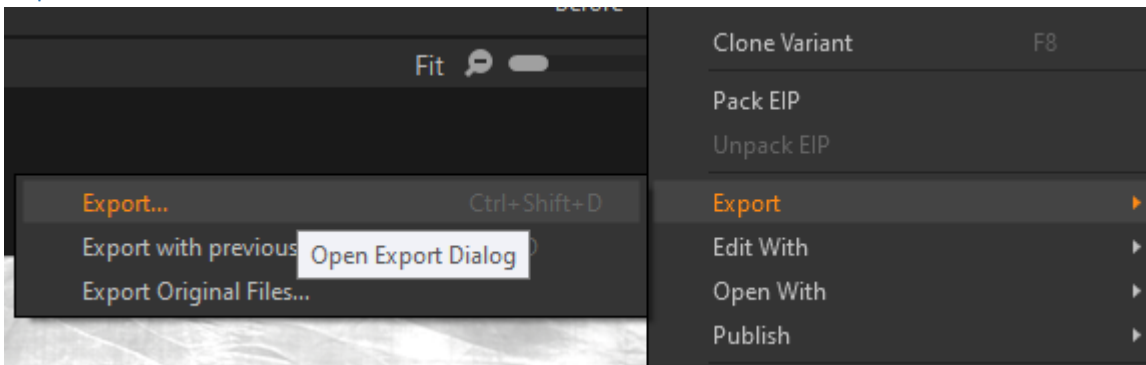 Before
Fit
Clone Variant F8
Pack EIP
Unpack EIP
Export
Edit With
Open With
Publish
Export... Ctrl+Shift+D
Export with previous
Open Export Dialog
Export Original Files...